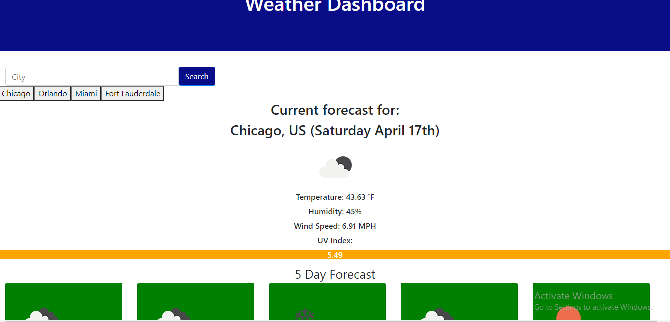 Weather Dashboard
City
Search
Chicago Orlando Miami Fort Lauderdale
Current forecast for:
Chicago, US (Saturday April 17th)
Temperature: 43.63 °F
Humidity: 45%
Wind Speed: 6.91 MPH
UV Index:
5.49
5 Day Forecast
Activate Windows
Go to Settings to activate Windows.